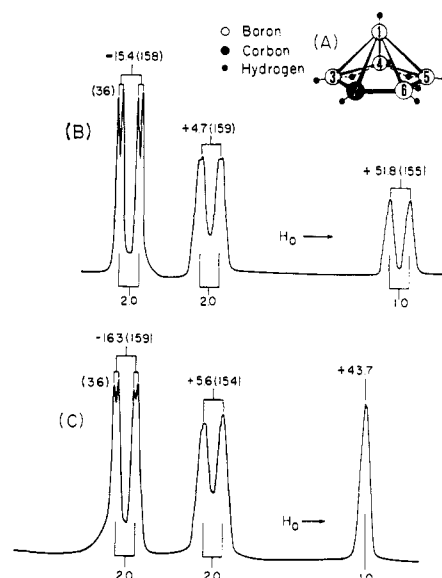 ○ Boron
● Carbon
• Hydrogen
(A)
1
3
4
5
6
(B)
-15.4(158)
(36)
+4.7(159)
+51.8(155)
H₀ →
2.0
2.0
1.0
(C)
-16.3(159)
(36)
+5.6(154)
+43.7
H₀ →
2.0
2.0
1.0